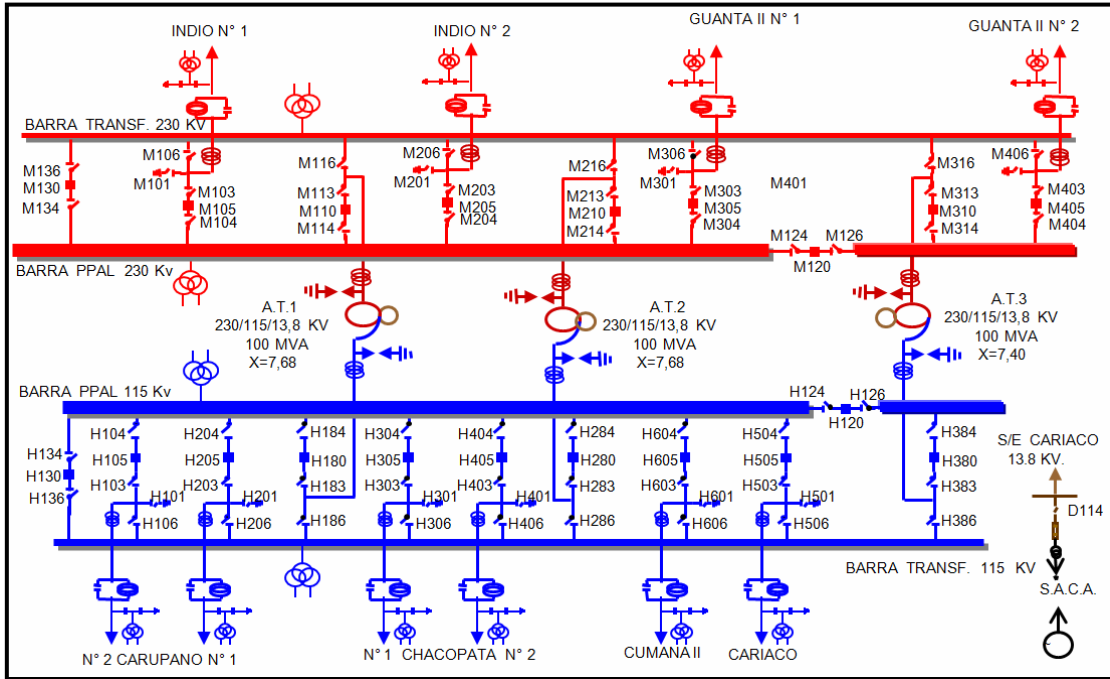 INDIO N° 1
INDIO N° 2
GUANTA II N° 1
GUANTA II N° 2
BARRA TRANSF. 230 KV
M136
M130
M134
M106
M101
M103
M105
M104
M116
M113
M110
M114
M206
M201
M203
M205
M204
M216
M213
M210
M214
M306
M301
M303
M305
M304
M401
M316
M313
M310
M314
M406
M403
M405
M404
M124
M126
M120
BARRA PPAL 230 Kv
A.T.1
230/115/13,8 KV
100 MVA
X=7,68
A.T.2
230/115/13,8 KV
100 MVA
X=7,68
A.T.3
230/115/13,8 KV
100 MVA
X=7,40
BARRA PPAL 115 Kv
H124
H126
H120
H134
H130
H136
H104
H105
H103
H101
H106
H204
H205
H203
H201
H206
H184
H180
H183
H186
H304
H305
H303
H301
H306
H404
H405
H403
H401
H406
H284
H280
H283
H286
H604
H605
H603
H601
H606
H504
H505
H503
H501
H506
H384
H380
H383
H386
S/E CARIACO
13.8 KV.
D114
BARRA TRANSF. 115 KV
S.A.C.A.
N° 2 CARUPANO N° 1
N° 1 CHACOPATA N° 2
CUMANA II
CARIACO